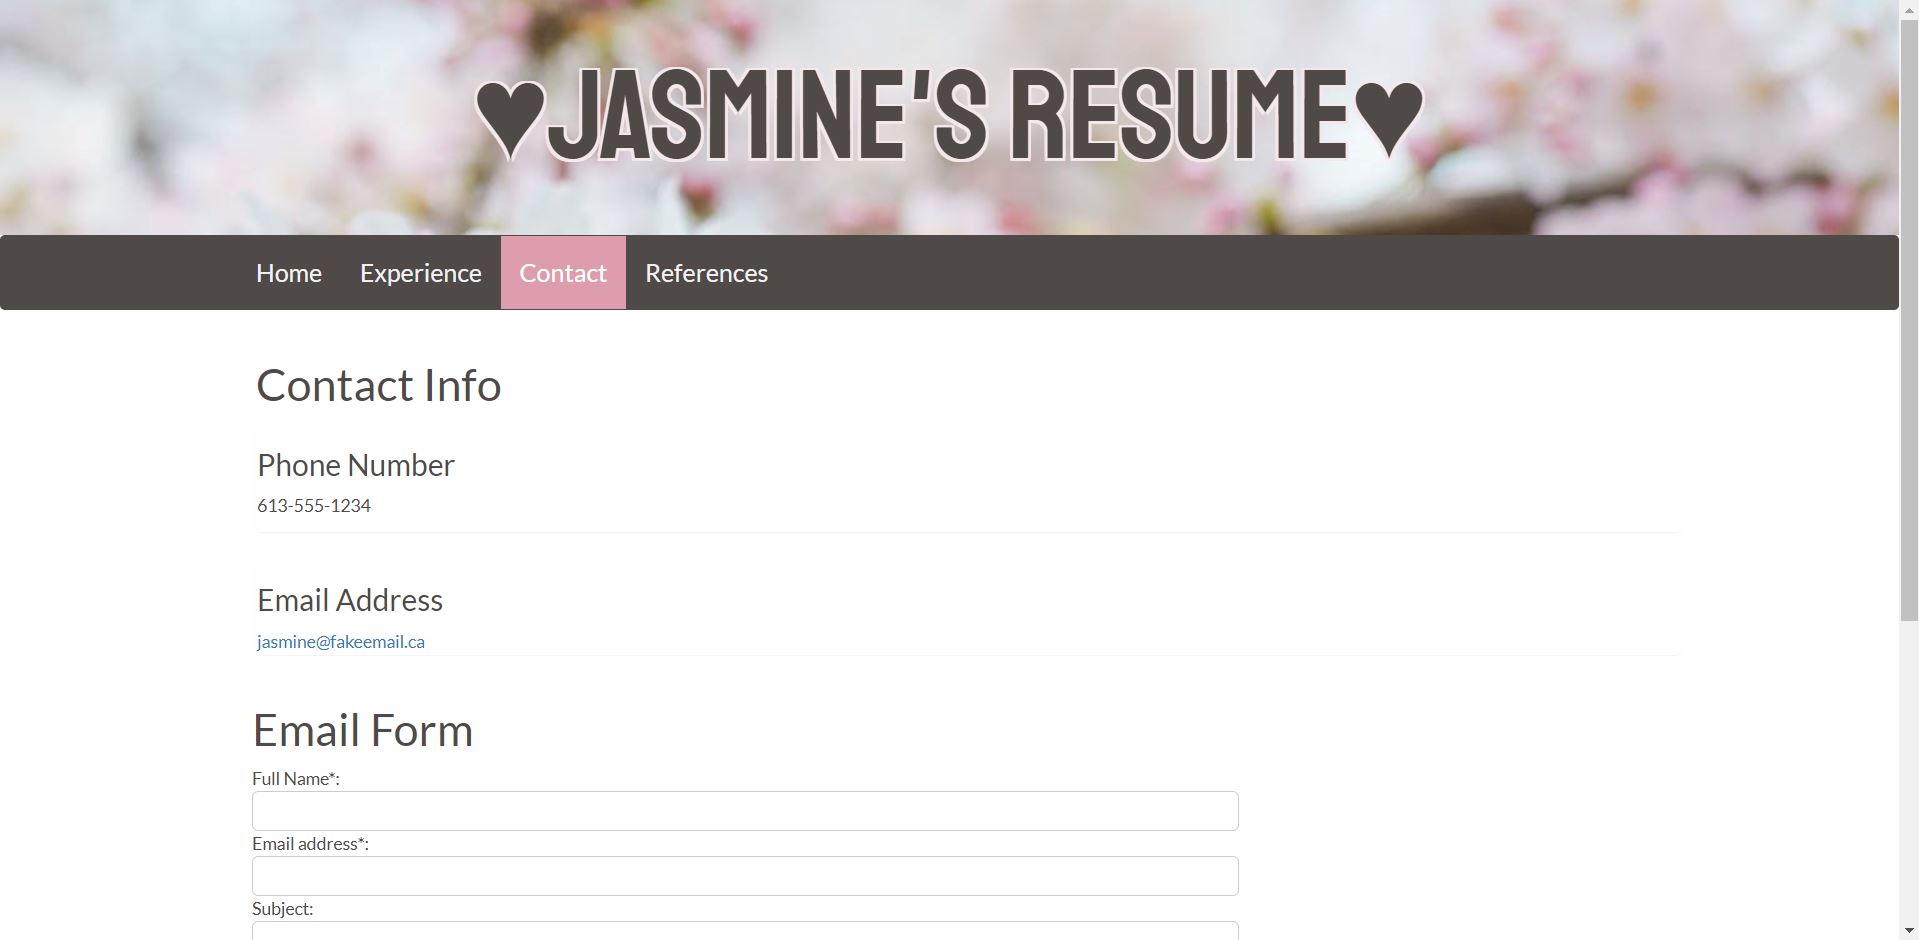 ♥JASMINE'S RESUME♥
Home Experience Contact References
Contact Info
Phone Number
613-555-1234
Email Address
jasmine@fakeemail.ca
Email Form
Full Name*:
Email address*:
Subject: